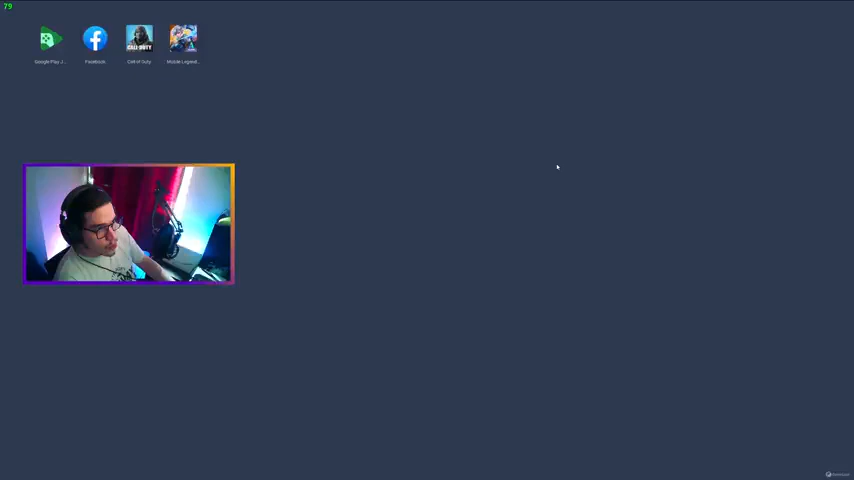 79
Google Play J...
Facebook
Call of Duty
Mobile Legend...
CALL OF DUTY